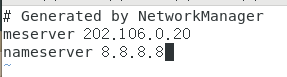 # Generated by NetworkManager
meserver 202.106.0.20
nameserver 8.8.8.8
~